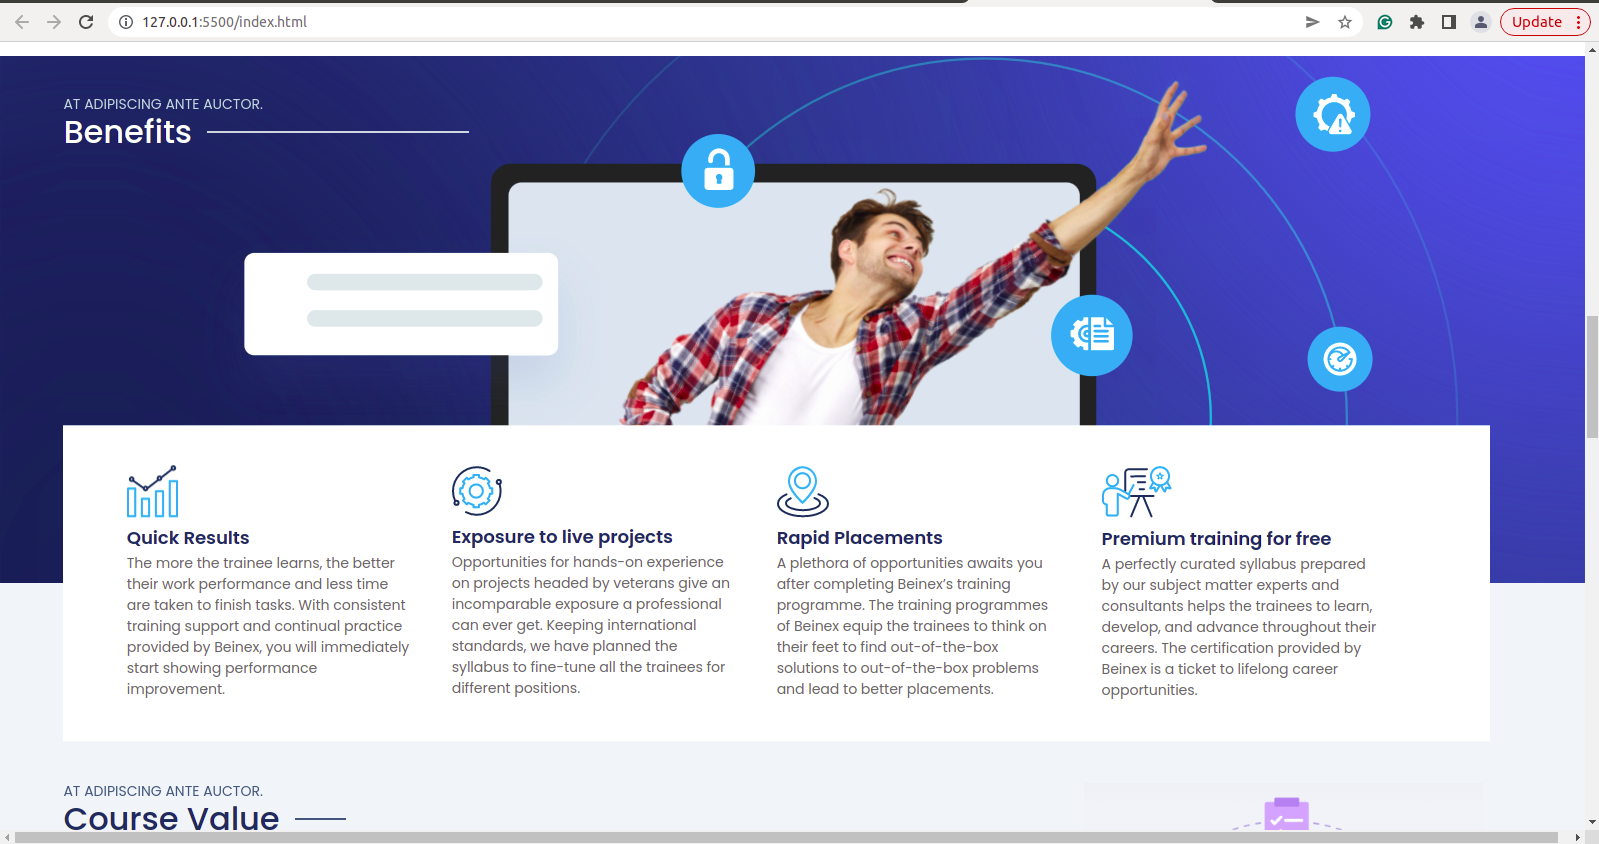 127.0.0.1:5500/index.html
Update
AT ADIPISCING ANTE AUCTOR.
Benefits
Quick Results
The more the trainee learns, the better
their work performance and less time
are taken to finish tasks. With consistent
training support and continual practice
provided by Beinex, you will immediately
start showing performance
improvement.
Exposure to live projects
Opportunities for hands-on experience
on projects headed by veterans give an
incomparable exposure a professional
can ever get. Keeping international
standards, we have planned the
syllabus to fine-tune all the trainees for
different positions.
Rapid Placements
A plethora of opportunities awaits you
after completing Beinex’s training
programme. The training programmes
of Beinex equip the trainees to think on
their feet to find out-of-the-box
solutions to out-of-the-box problems
and lead to better placements.
Premium training for free
A perfectly curated syllabus prepared
by our subject matter experts and
consultants helps the trainees to learn,
develop, and advance throughout their
careers. The certification provided by
Beinex is a ticket to lifelong career
opportunities.
AT ADIPISCING ANTE AUCTOR.
Course Value